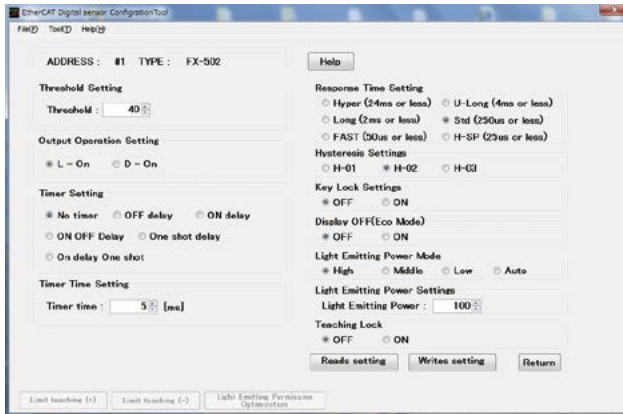 EtherCAT Digital sensor ConfigrationTool
File(F) Tool(T) Help(H)
ADDRESS : #1 TYPE : FX-502
Help
Threshold Setting
Threshold : 40
Output Operation Setting
L - On D - On
Timer Setting
No timer OFF delay ON delay
ON OFF Delay One shot delay
On delay One shot
Timer Time Setting
Timer time : 5 [ms]
Response Time Setting
Hyper (24ms or less) U-Long (4ms or less)
Long (2ms or less) Std (250us or less)
FAST (50us or less) H-SP (25us or less)
Hysteresis Settings
H-01 H-02 H-03
Key Lock Settings
OFF ON
Display OFF(Eco Mode)
OFF ON
Light Emitting Power Mode
High Middle Low Auto
Light Emitting Power Settings
Light Emitting Power : 100
Teaching Lock
OFF ON
Reads setting Writes setting Return
Limit teaching (+) Limit teaching (-) Light Emitting Permission
Optimization